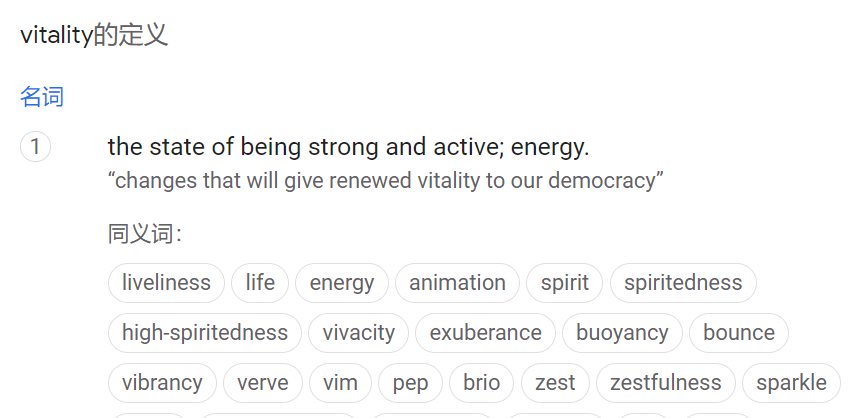 vitality的定义
名词
1 the state of being strong and active; energy.
“changes that will give renewed vitality to our democracy”
同义词：
liveliness life energy animation spirit spiritedness
high-spiritedness vivacity exuberance buoyancy bounce
vibrancy verve vim pep brio zest zestfulness sparkle